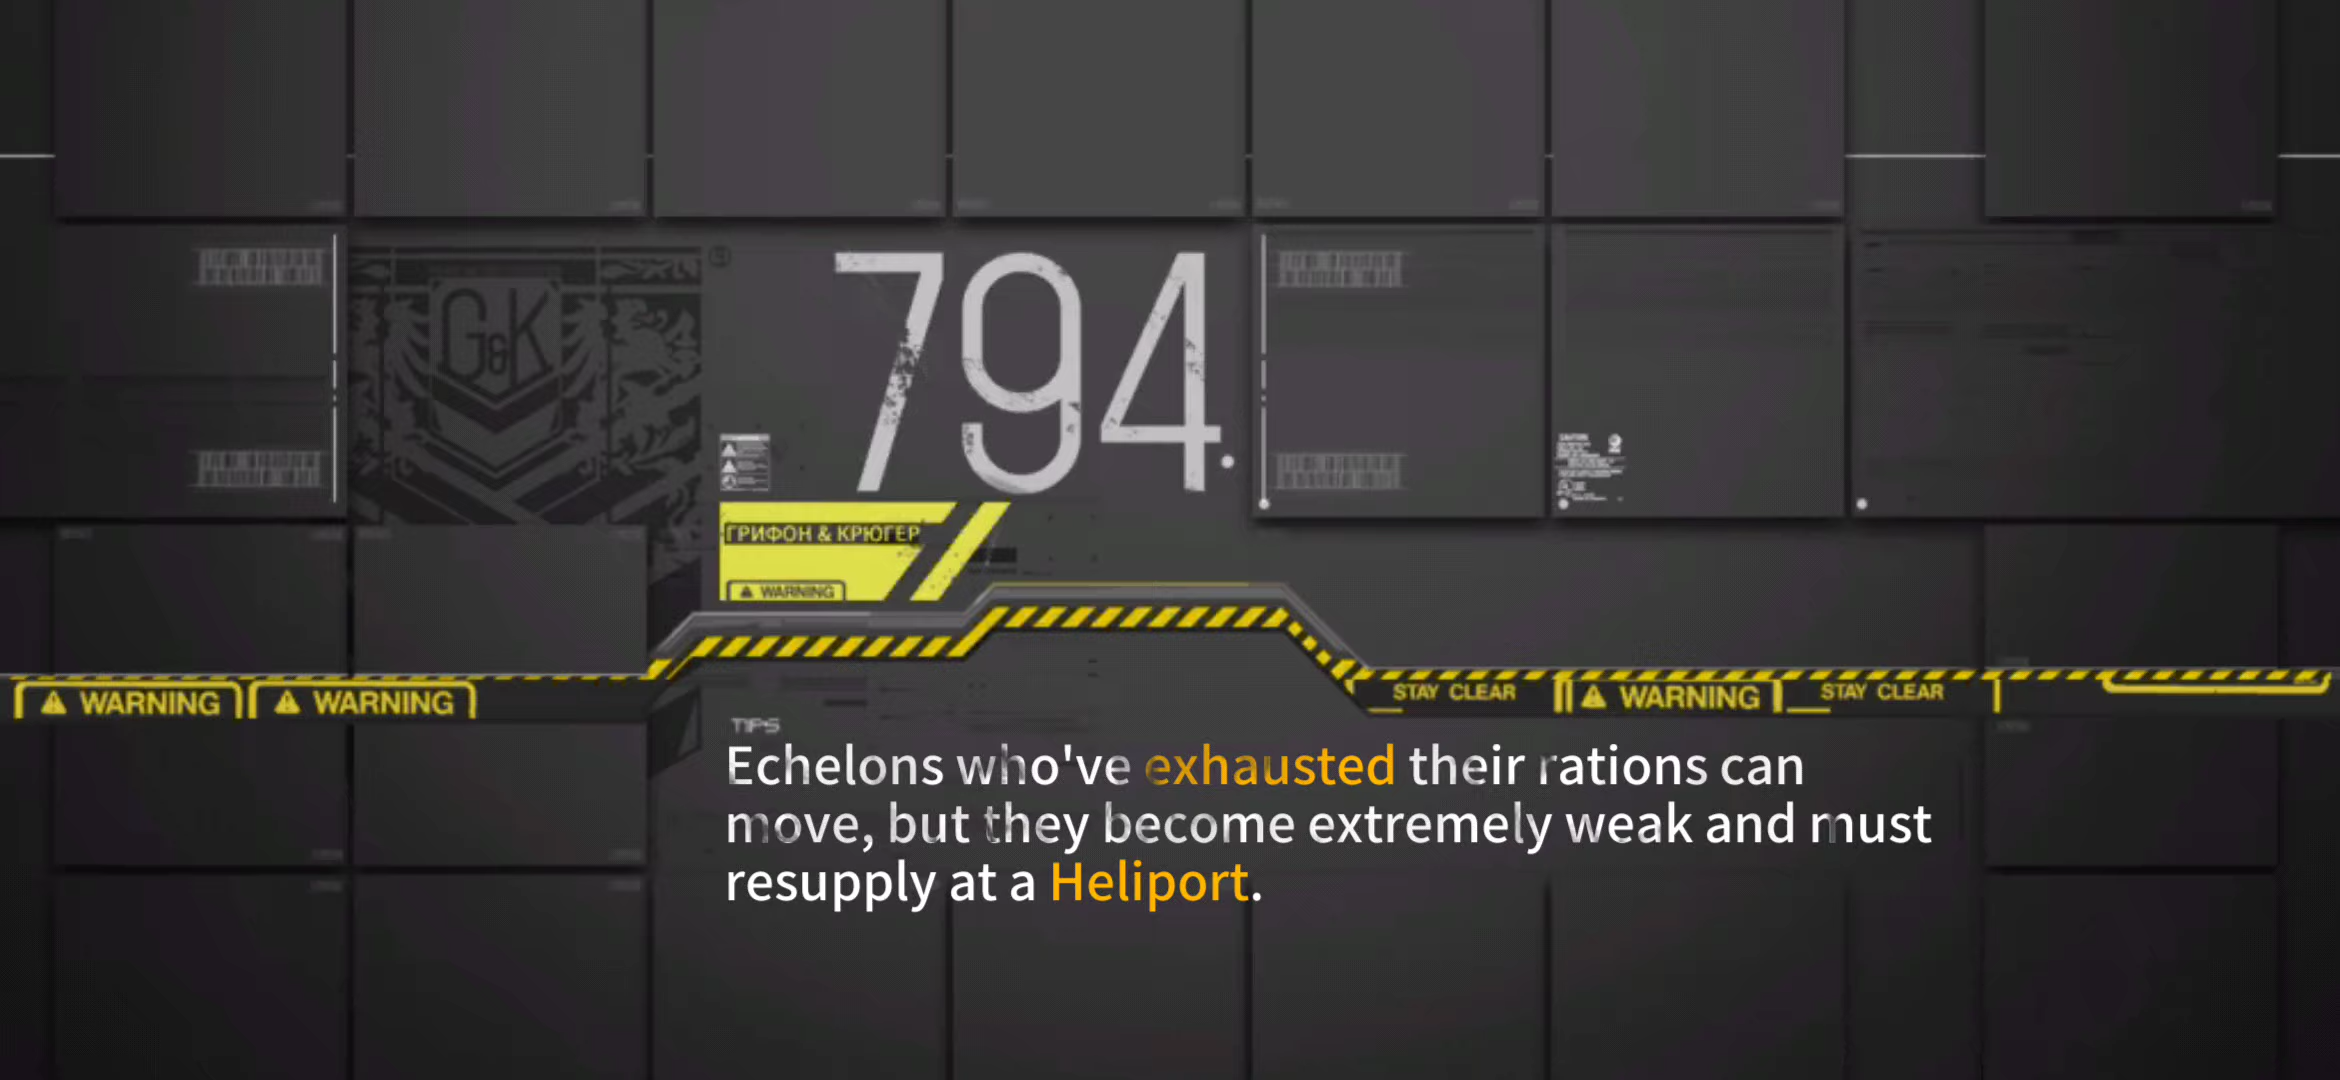 G&K
794.
ГРИФОН & КРЮГЕР
WARNING
WARNING
WARNING
STAY CLEAR
WARNING
STAY CLEAR
TIPS
Echelons who've exhausted their rations can
move, but they become extremely weak and must
resupply at a Heliport.